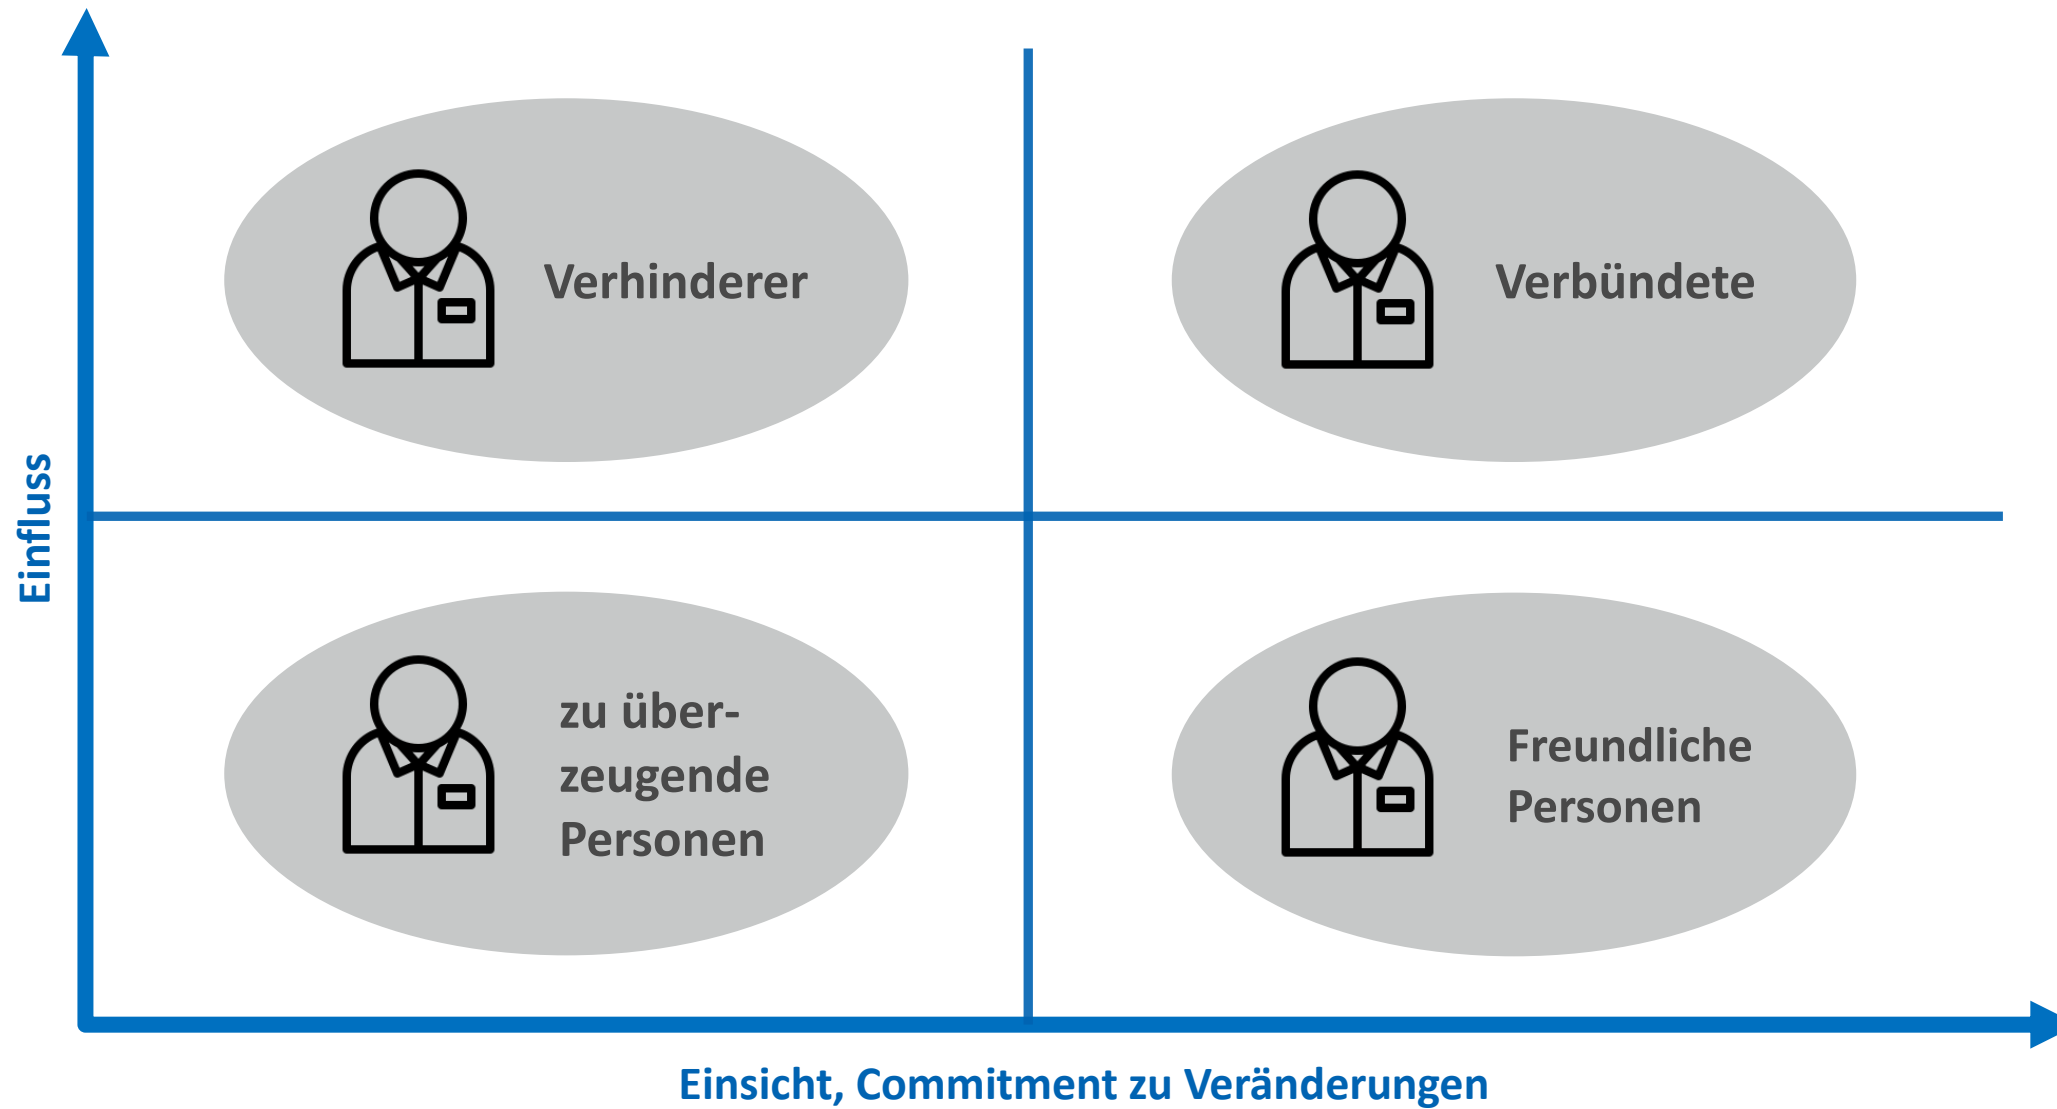 Verhinderer
Verbündete
Einfluss
zu über-
zeugende
Personen
Freundliche
Personen
Einsicht, Commitment zu Veränderungen